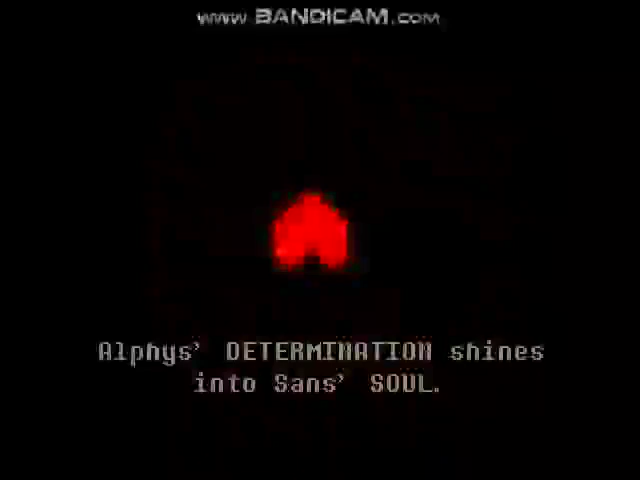 www BANDICAM.com
Alphys’ DETERMINATION shines
into Sans’ SOUL.